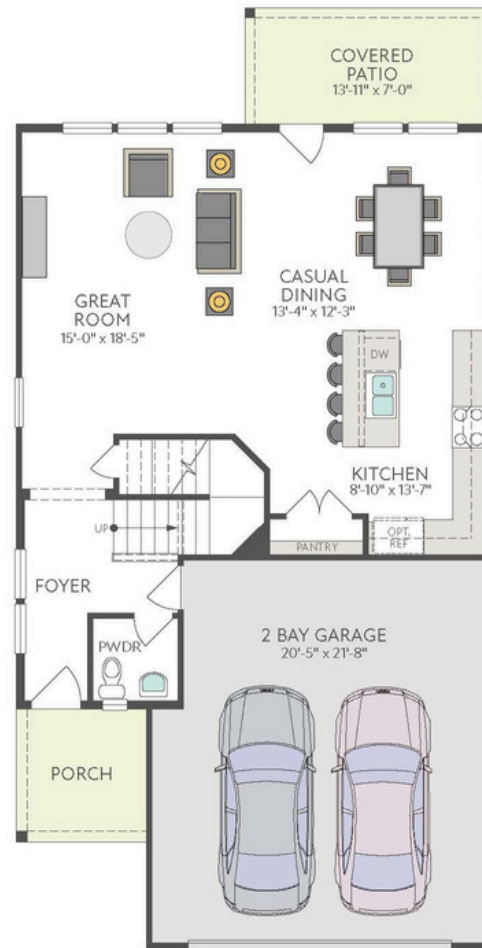 COVERED
PATIO
13'-11" x 7'-0"
GREAT
ROOM
15'-0" x 18'-5"
CASUAL
DINING
13'-4" x 12'-3"
DW
KITCHEN
8'-10" x 13'-7"
UP
OPT.
REF
PANTRY
FOYER
PWDR
2 BAY GARAGE
20'-5" x 21'-8"
PORCH